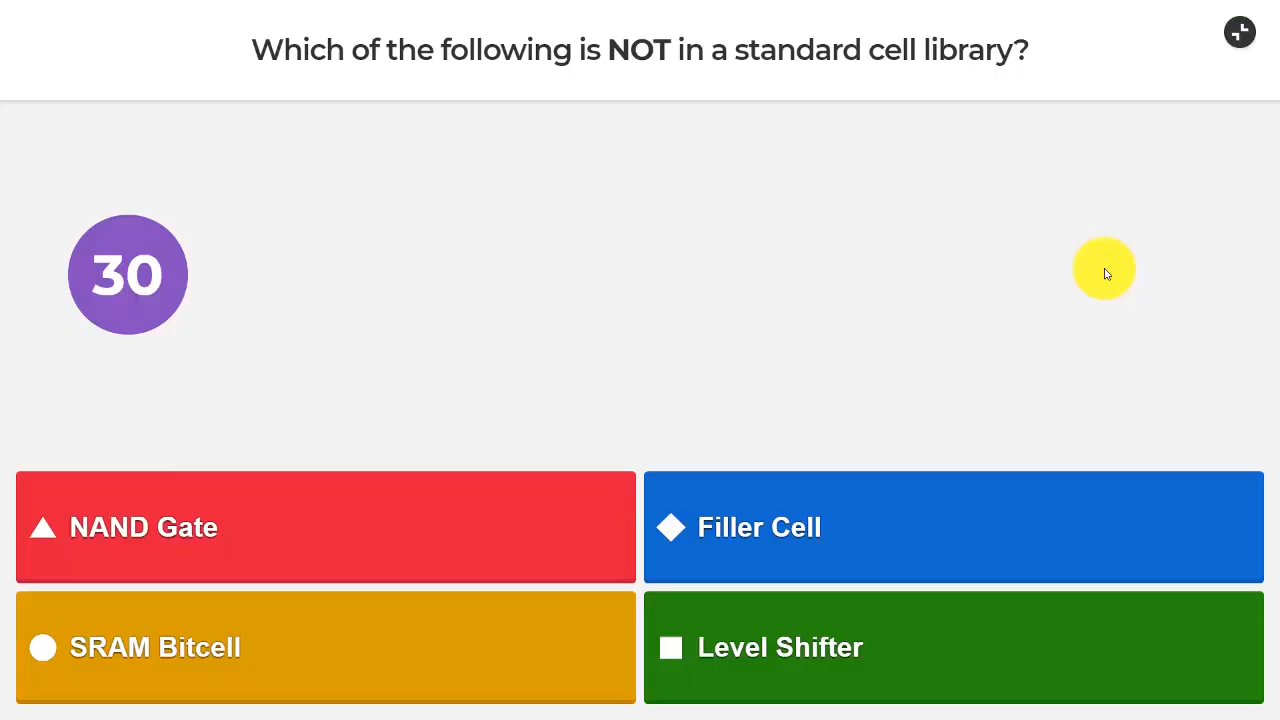 Which of the following is NOT in a standard cell library?
30
NAND Gate
Filler Cell
SRAM Bitcell
Level Shifter